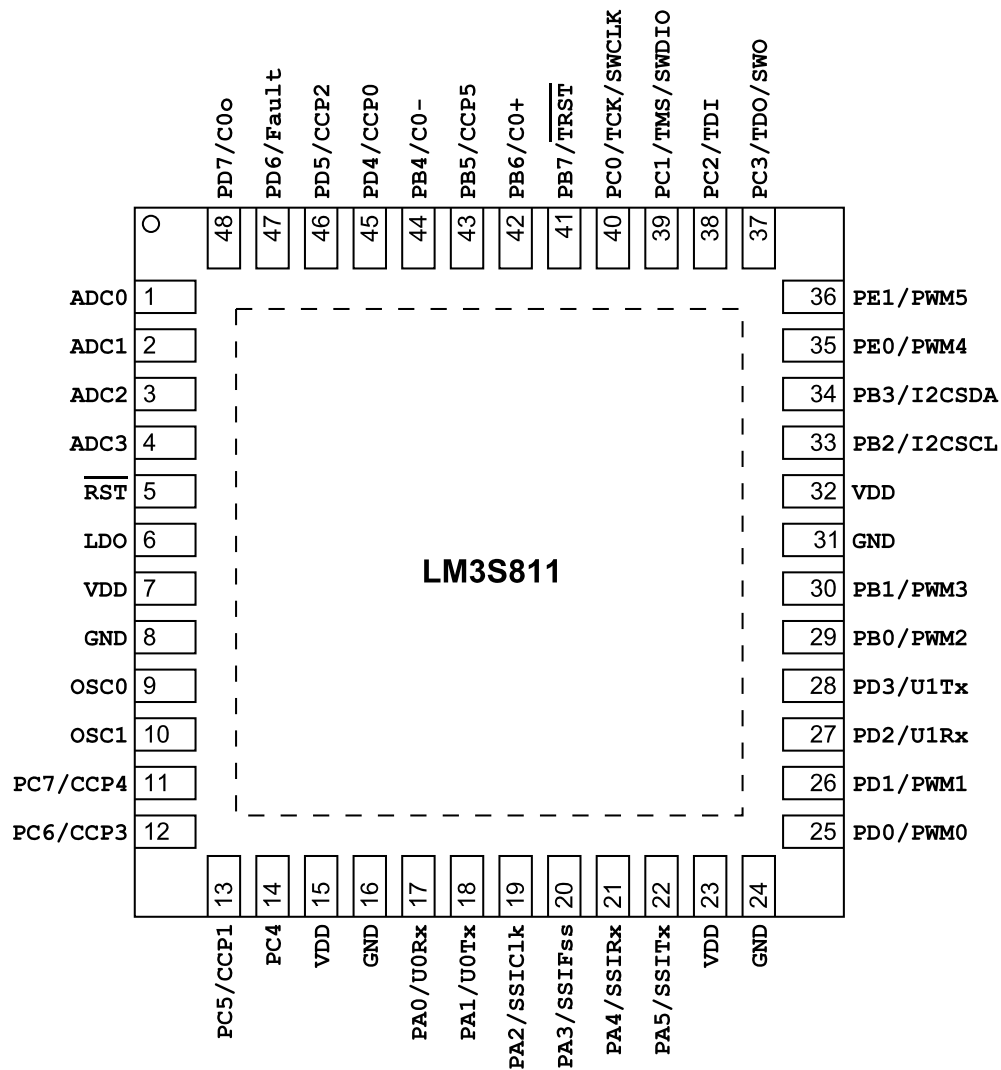 PD7/C0o
PD6/Fault
PD5/CCP2
PD4/CCP0
PB4/C0-
PB5/CCP5
PB6/C0+
PB7/TRST
PC0/TCK/SWCLK
PC1/TMS/SWDIO
PC2/TDI
PC3/TDO/SWO
48
47
46
45
44
43
42
41
40
39
38
37
ADC0 1
ADC1 2
ADC2 3
ADC3 4
RST 5
LDO 6
VDD 7
GND 8
OSC0 9
OSC1 10
PC7/CCP4 11
PC6/CCP3 12
LM3S811
36 PE1/PWM5
35 PE0/PWM4
34 PB3/I2CSDA
33 PB2/I2CSCL
32 VDD
31 GND
30 PB1/PWM3
29 PB0/PWM2
28 PD3/U1Tx
27 PD2/U1Rx
26 PD1/PWM1
25 PD0/PWM0
13
14
15
16
17
18
19
20
21
22
23
24
PC5/CCP1
PC4
VDD
GND
PA0/U0Rx
PA1/U0Tx
PA2/SSIClk
PA3/SSIFss
PA4/SSIRx
PA5/SSITx
VDD
GND